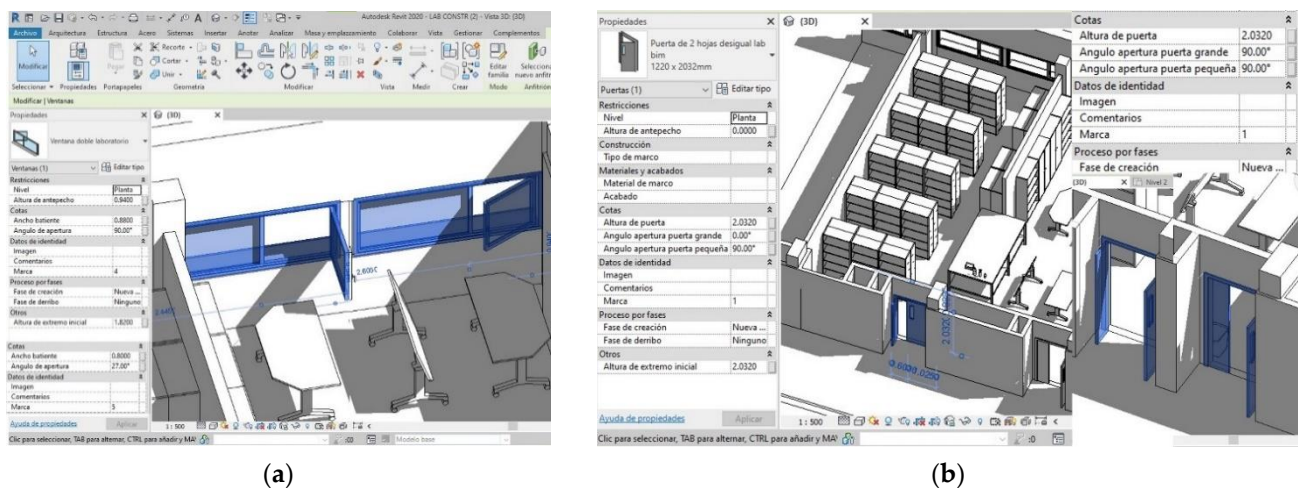 Autodesk Revit 2020 - LAB CONSTR (2) - Vista 3D: {3D}
Archivo Arquitectura Estructura Acero Sistemas Insertar Anotar Analizar Masa y emplazamiento Colaborar Vista Gestionar Complementos
Modificar
Pegar
Recorte
Cortar
Unir
Editar familia
Selecciona nuevo anfitri
Seleccionar Propiedades Portapapeles Geometría Modificar Vista Medir Crear Modo Anfitrión
Modificar | Ventanas
Propiedades
{3D}
Ventana doble laboratorio
Ventanas (1) Editar tipo
Restricciones
Nivel Planta
Altura de antepecho 0.9400
Cotas
Ancho batiente 0.8800
Angulo de apertura 90.00°
Datos de identidad
Imagen
Comentarios
Marca 4
Proceso por fases
Fase de creación Nueva ...
Fase de derribo Ninguno
Otros
Altura de extremo inicial 1.8200
Cotas
Ancho batiente 0.8000
Angulo de apertura 27.00°
Datos de identidad
Imagen
Comentarios
Marca 5
Ayuda de propiedades Aplicar
1 : 500
Clic para seleccionar, TAB para alternar, CTRL para añadir y MAY
:0
Modelo base
(a)
Propiedades
{3D}
Puerta de 2 hojas desigual lab bim
1220 x 2032mm
Puertas (1) Editar tipo
Restricciones
Nivel Planta
Altura de antepecho 0.0000
Construcción
Tipo de marco
Materiales y acabados
Material de marco
Acabado
Cotas
Altura de puerta 2.0320
Angulo apertura puerta grande 0.00°
Angulo apertura puerta pequeña 90.00°
Datos de identidad
Imagen
Comentarios
Marca 1
Proceso por fases
Fase de creación Nueva ...
Fase de derribo Ninguno
Otros
Altura de extremo inicial 2.0320
Ayuda de propiedades Aplicar
1 : 500
Clic para seleccionar, TAB para alternar, CTRL para añadir y MAY
:0
Cotas
Altura de puerta 2.0320
Angulo apertura puerta grande 90.00°
Angulo apertura puerta pequeña 90.00°
Datos de identidad
Imagen
Comentarios
Marca 1
Proceso por fases
Fase de creación Nueva ...
Nivel 2
(b)